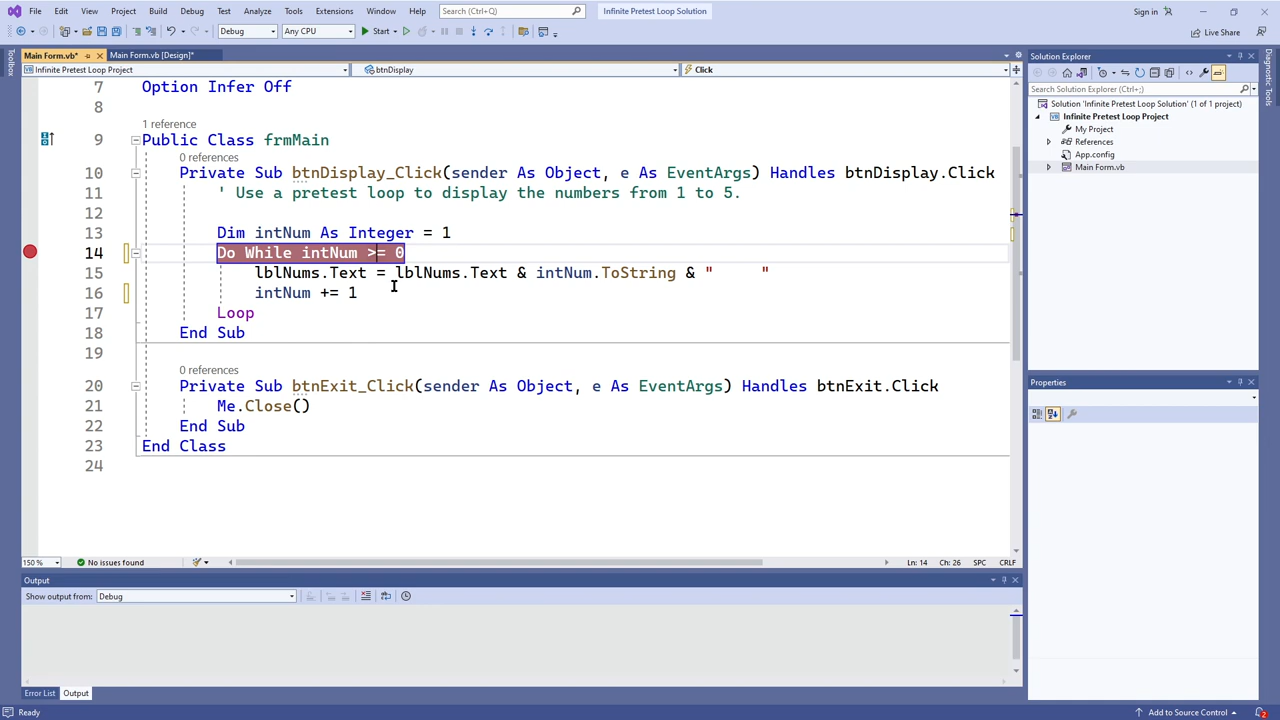 File Edit View Project Build Debug Test Analyze Tools Extensions Window Help Search (Ctrl+Q) Infinite Pretest Loop Solution Sign in
Debug Any CPU Start Live Share
Main Form.vb* Main Form.vb [Design]*
Infinite Pretest Loop Project btnDisplay Click
Toolbox
7 Option Infer Off
8
1 reference
9 Public Class frmMain
0 references
10 Private Sub btnDisplay_Click(sender As Object, e As EventArgs) Handles btnDisplay.Click
11 ' Use a pretest loop to display the numbers from 1 to 5.
12
13 Dim intNum As Integer = 1
14 Do While intNum >= 0
15 lblNums.Text = lblNums.Text & intNum.ToString & "     "
16 intNum += 1
17 Loop
18 End Sub
19
0 references
20 Private Sub btnExit_Click(sender As Object, e As EventArgs) Handles btnExit.Click
21 Me.Close()
22 End Sub
23 End Class
24
150 % No issues found Ln: 14 Ch: 26 SPC CRLF
Output
Show output from: Debug
Error List Output
Ready Add to Source Control 2
Solution Explorer
Search Solution Explorer (Ctrl+;)
Solution 'Infinite Pretest Loop Solution' (1 of 1 project)
Infinite Pretest Loop Project
My Project
References
App.config
Main Form.vb
Properties
Diagnostic Tools